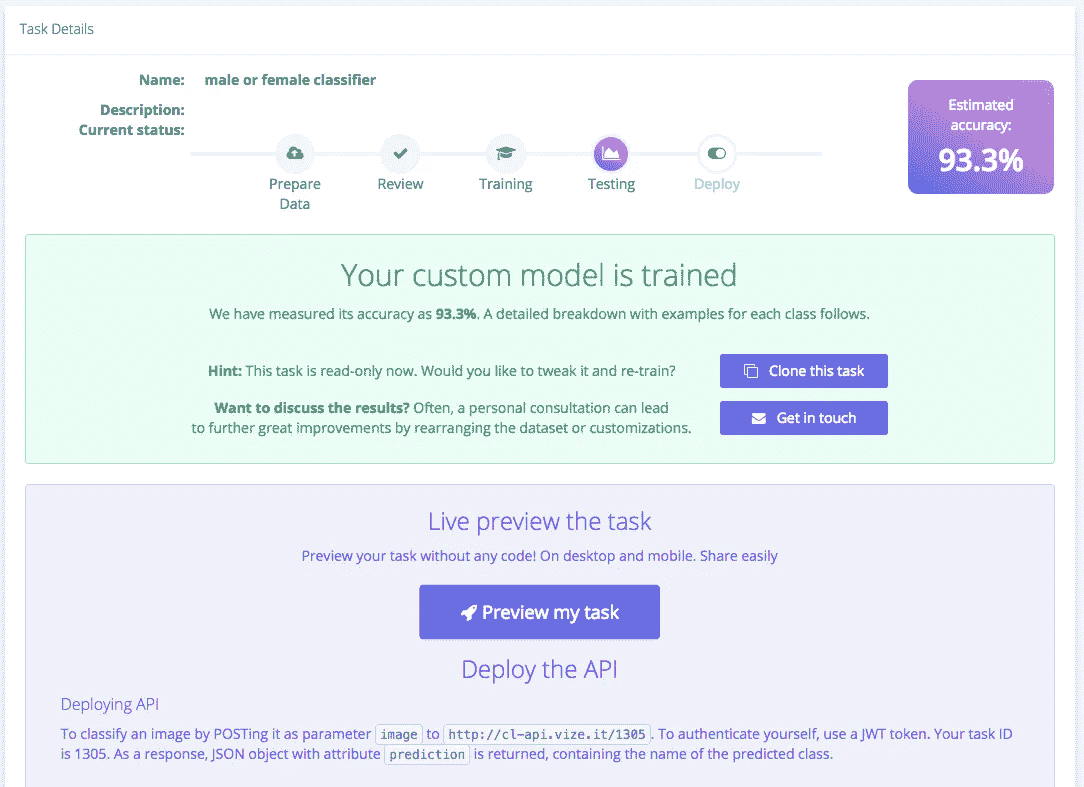 Task Details
Name: male or female classifier
Description:
Current status:
Estimated
accuracy:
93.3%
Prepare
Data
Review
Training
Testing
Deploy
Your custom model is trained
We have measured its accuracy as 93.3%. A detailed breakdown with examples for each class follows.
Hint: This task is read-only now. Would you like to tweak it and re-train?
Clone this task
Want to discuss the results? Often, a personal consultation can lead
to further great improvements by rearranging the dataset or customizations.
Get in touch
Live preview the task
Preview your task without any code! On desktop and mobile. Share easily
Preview my task
Deploy the API
Deploying API
To classify an image by POSTing it as parameter image to http://cl-api.vize.it/1305. To authenticate yourself, use a JWT token. Your task ID
is 1305. As a response, JSON object with attribute prediction is returned, containing the name of the predicted class.